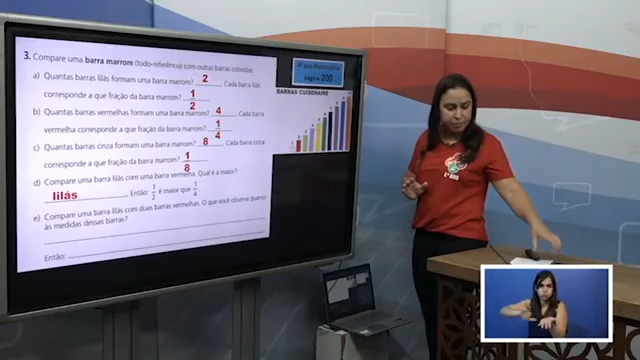 3. Compare uma barra marrom (todo-referência) com outras barras coloridas.
a) Quantas barras lilás formam uma barra marrom? 2 Cada barra lilás
corresponde a que fração da barra marrom? 1/2
b) Quantas barras vermelhas formam uma barra marrom? 4 Cada barra
vermelha corresponde a que fração da barra marrom? 1/4
c) Quantas barras cinza formam uma barra marrom? 8 Cada barra cinza
corresponde a que fração da barra marrom? 1/8
d) Compare uma barra lilás com uma barra vermelha. Qual é a maior?
lilás Então: 1/2 é maior que 1/4.
e) Compare uma barra lilás com duas barras vermelhas. O que você observa quanto
às medidas dessas barras?
Então:
Matemática
página 200
BARRAS CUISENAIRE
6º ANO